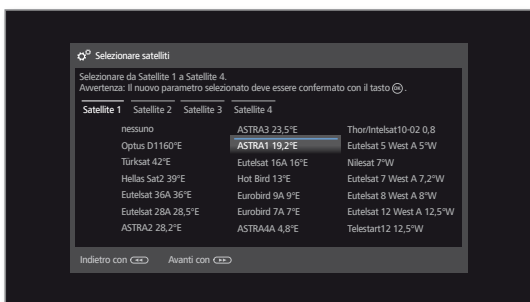 Selezionare satelliti
Selezionare da Satellite 1 a Satellite 4.
Avvertenza: Il nuovo parametro selezionato deve essere confermato con il tasto OK.
Satellite 1 Satellite 2 Satellite 3 Satellite 4
nessuno ASTRA3 23,5°E Thor/Intelsat10-02 0,8
Optus D1160°E ASTRA1 19,2°E Eutelsat 5 West A 5°W
Türksat 42°E Eutelsat 16A 16°E Nilesat 7°W
Hellas Sat2 39°E Hot Bird 13°E Eutelsat 7 West A 7,2°W
Eutelsat 36A 36°E Eurobird 9A 9°E Eutelsat 8 West A 8°W
Eutelsat 28A 28,5°E Eurobird 7A 7°E Eutelsat 12 West A 12,5°W
ASTRA2 28,2°E ASTRA4A 4,8°E Telestart12 12,5°W
Indietro con Avanti con